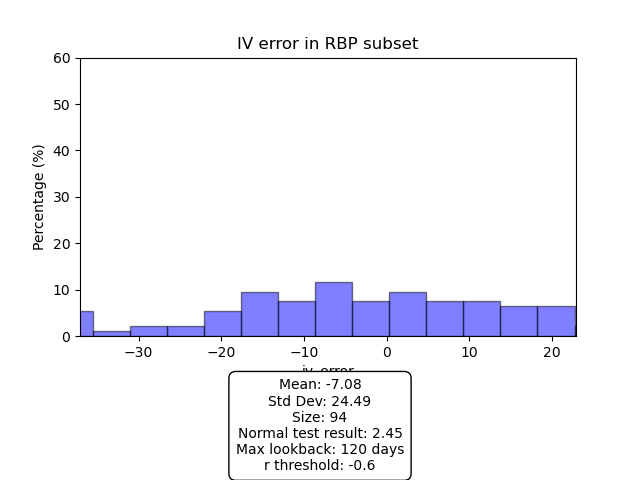 IV error in RBP subset
60
50
40
30
20
10
0
Percentage (%)
−30
−20
−10
0
10
20
iv_error
Mean: -7.08
Std Dev: 24.49
Size: 94
Normal test result: 2.45
Max lookback: 120 days
r threshold: -0.6